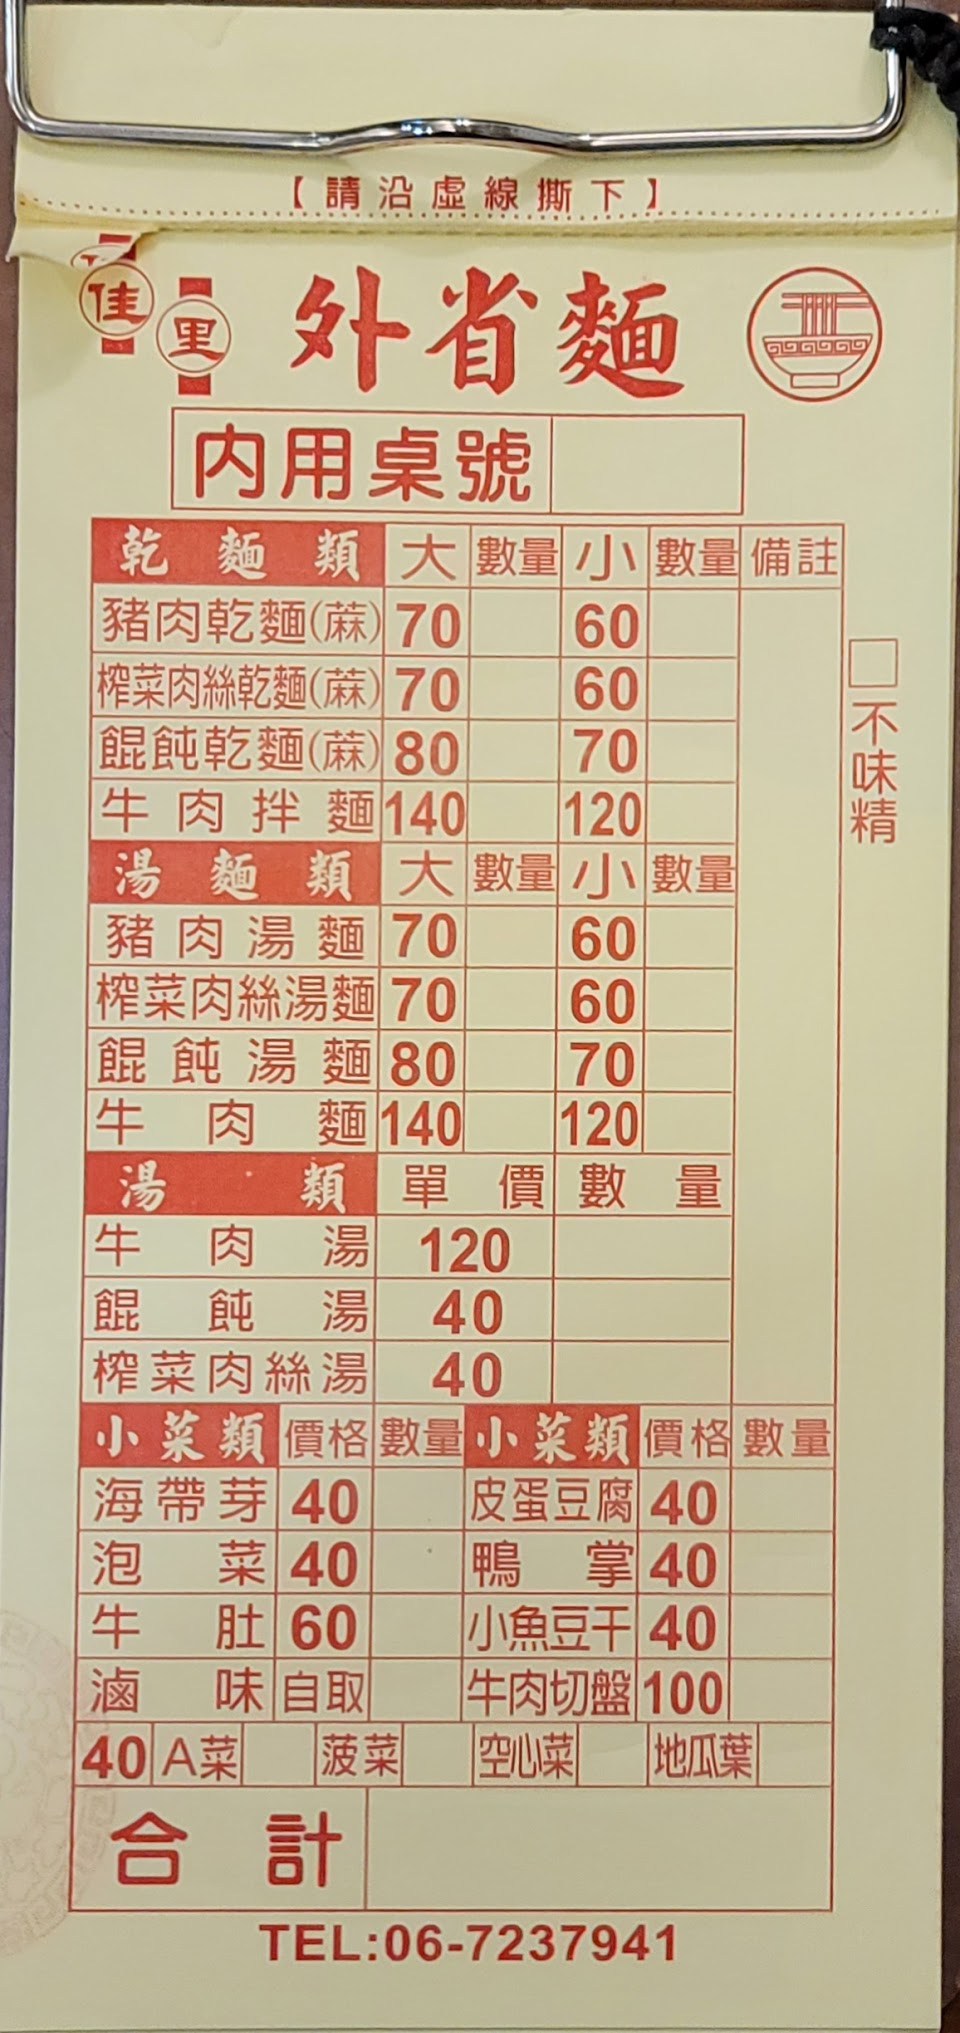 【請沿虛線撕下】
佳里 外省麵
內用桌號
乾麵類 大 數量 小 數量 備註
豬肉乾麵(蔴) 70 60
榨菜肉絲乾麵(蔴) 70 60
餛飩乾麵(蔴) 80 70
牛肉拌麵 140 120
□不味精
湯麵類 大 數量 小 數量
豬肉湯麵 70 60
榨菜肉絲湯麵 70 60
餛飩湯麵 80 70
牛肉麵 140 120
湯類 單價 數量
牛肉湯 120
餛飩湯 40
榨菜肉絲湯 40
小菜類 價格 數量 小菜類 價格 數量
海帶芽 40 皮蛋豆腐 40
泡菜 40 鴨掌 40
牛肚 60 小魚豆干 40
滷味 自取 牛肉切盤 100
40 A菜 菠菜 空心菜 地瓜葉
合計
TEL:06-7237941